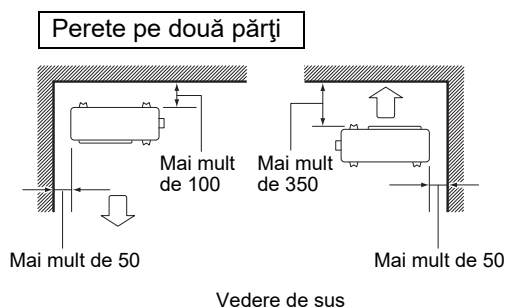 Perete pe două părţi
Mai mult
de 100
Mai mult
de 350
Mai mult de 50
Mai mult de 50
Vedere de sus